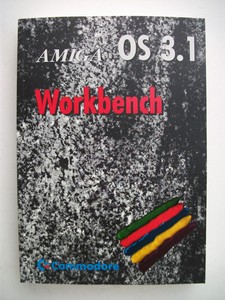 AMIGA OS 3.1
Workbench
Commodore